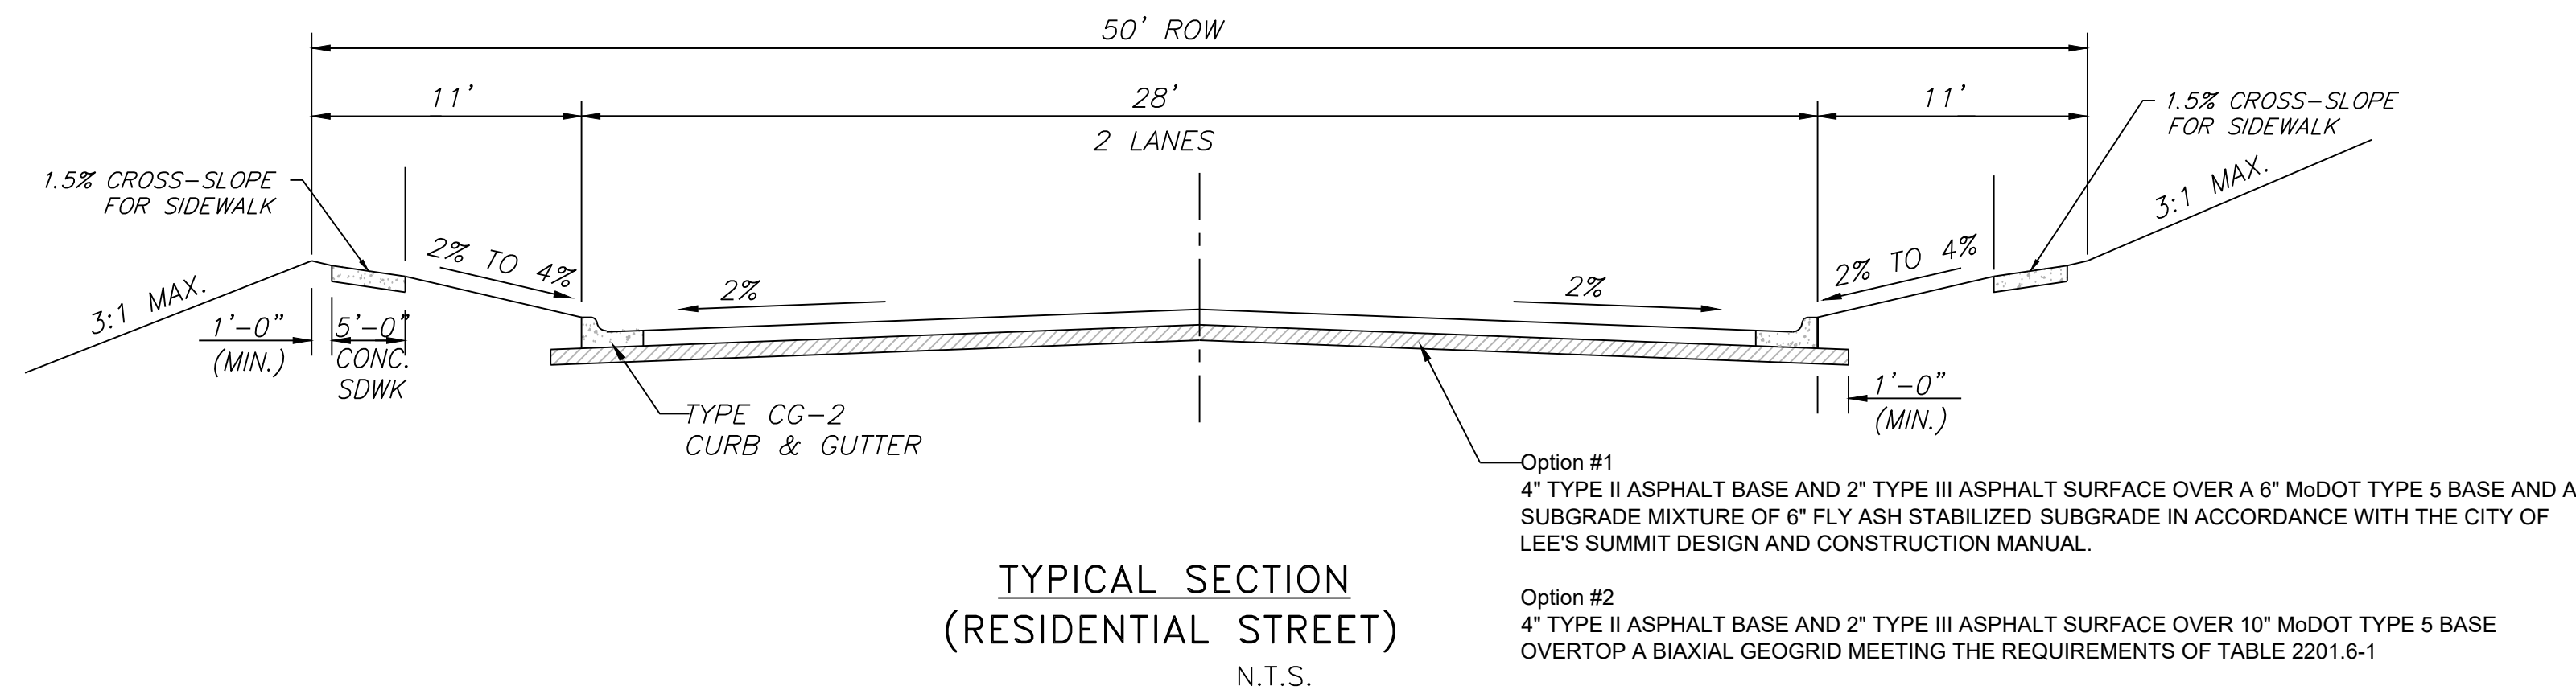 50' ROW
11'
28'
11'
2 LANES
1.5% CROSS-SLOPE
FOR SIDEWALK
1.5% CROSS-SLOPE
FOR SIDEWALK
3:1 MAX.
2% TO 4%
2%
2%
2% TO 4%
3:1 MAX.
1'-0"
(MIN.)
5'-0"
CONC.
SDWK
1'-0"
(MIN.)
TYPE CG-2
CURB & GUTTER
Option #1
4" TYPE II ASPHALT BASE AND 2" TYPE III ASPHALT SURFACE OVER A 6" MoDOT TYPE 5 BASE AND A
SUBGRADE MIXTURE OF 6" FLY ASH STABILIZED SUBGRADE IN ACCORDANCE WITH THE CITY OF
LEE'S SUMMIT DESIGN AND CONSTRUCTION MANUAL.
Option #2
4" TYPE II ASPHALT BASE AND 2" TYPE III ASPHALT SURFACE OVER 10" MoDOT TYPE 5 BASE
OVERTOP A BIAXIAL GEOGRID MEETING THE REQUIREMENTS OF TABLE 2201.6-1
TYPICAL SECTION
(RESIDENTIAL STREET)
N.T.S.